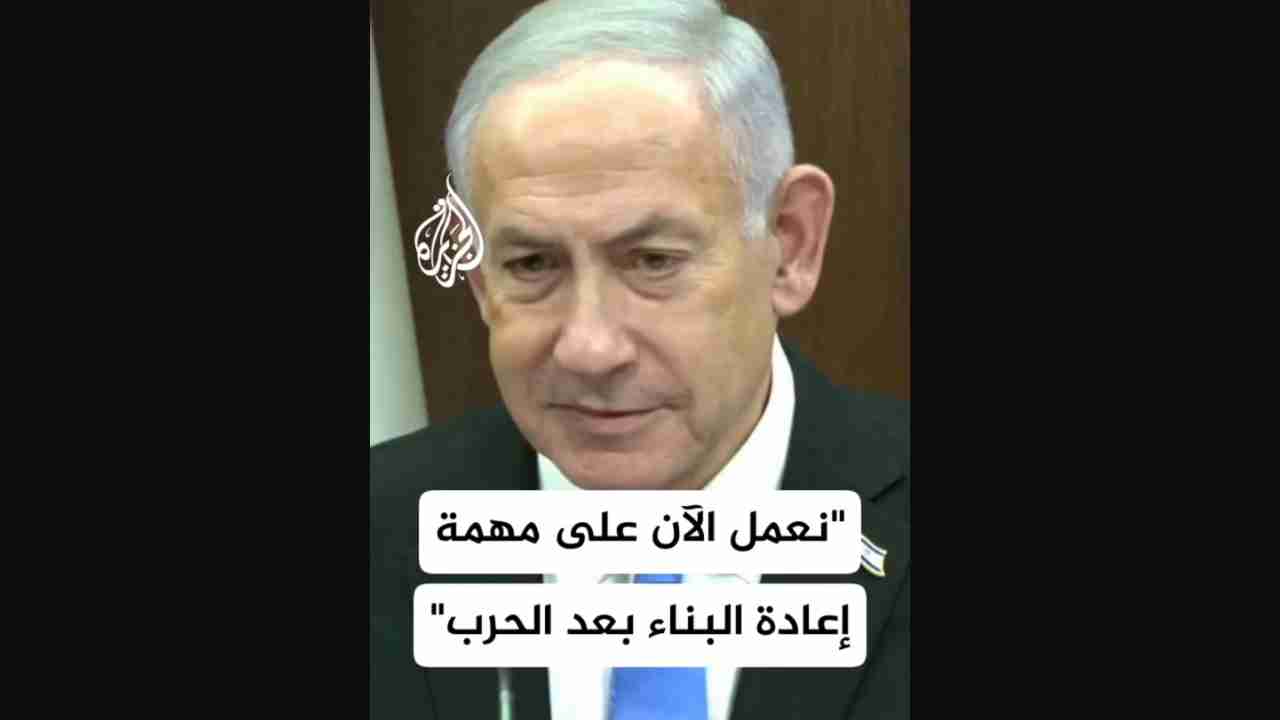 الجزيرة
"نعمل الآن على مهمة
إعادة البناء بعد الحرب"